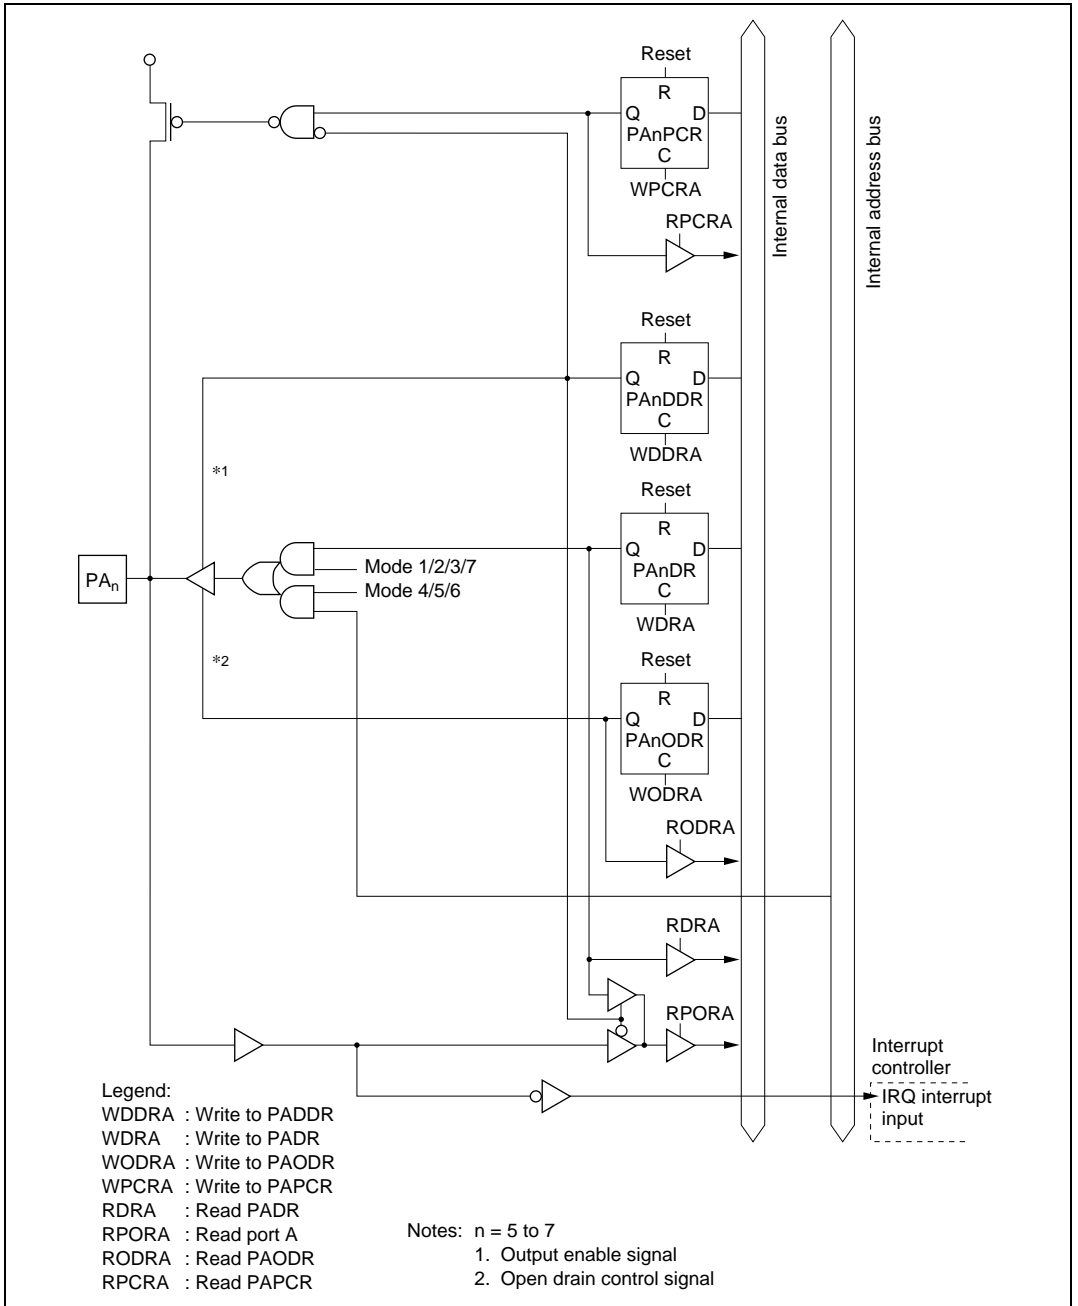 Reset
R
Q D
PAnPCR
C
WPCRA
RPCRA
Internal data bus
Internal address bus
Reset
R
Q D
PAnDDR
C
WDDRA
*1
Reset
R
Q D
PAnDR
C
WDRA
Mode 1/2/3/7
Mode 4/5/6
PAn
*2
Reset
R
Q D
PAnODR
C
WODRA
RODRA
RDRA
RPORA
Interrupt
controller
IRQ interrupt
input
Legend:
WDDRA : Write to PADDR
WDRA : Write to PADR
WODRA : Write to PAODR
WPCRA : Write to PAPCR
RDRA : Read PADR
RPORA : Read port A
RODRA : Read PAODR
RPCRA : Read PAPCR
Notes: n = 5 to 7
1. Output enable signal
2. Open drain control signal